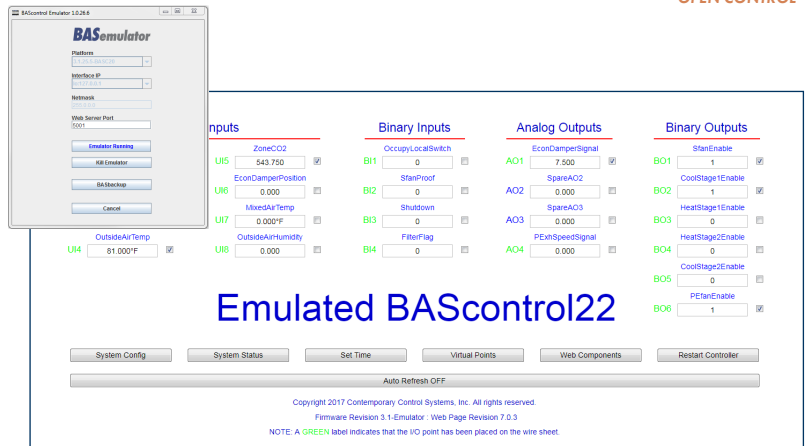 OPEN CONTROL
BAScontrol Emulator 1.0.26.6
BASemulator
Platform
Interface IP
Netmask
Web Server Port
5001
Emulator Running
Kill Emulator
BASbackup
Cancel
nputs
Binary Inputs
Analog Outputs
Binary Outputs
ZoneCO2
OccupyLocalSwitch
EconDamperSignal
SfanEnable
UI5 543.750
BI1 0
AO1 7.500
BO1 1
EconDamperPosition
SfanProof
SpareAO2
CoolStage1Enable
UI6 0.000
BI2 0
AO2 0.000
BO2 1
MixedAirTemp
Shutdown
SpareAO3
HeatStage1Enable
UI7 0.000°F
BI3 0
AO3 0.000
BO3 0
OutsideAirTemp
OutsideAirHumidity
FilterFlag
PExhSpeedSignal
HeatStage2Enable
UI4 81.000°F
UI8 0.000
BI4 0
AO4 0.000
BO4 0
CoolStage2Enable
BO5 0
PEfanEnable
BO6 1
Emulated BAScontrol22
System Config
System Status
Set Time
Virtual Points
Web Components
Restart Controller
Auto Refresh OFF
Copyright 2017 Contemporary Control Systems, Inc. All rights reserved.
Firmware Revision 3.1-Emulator : Web Page Revision 7.0.3
NOTE: A GREEN label indicates that the I/O point has been placed on the wire sheet.